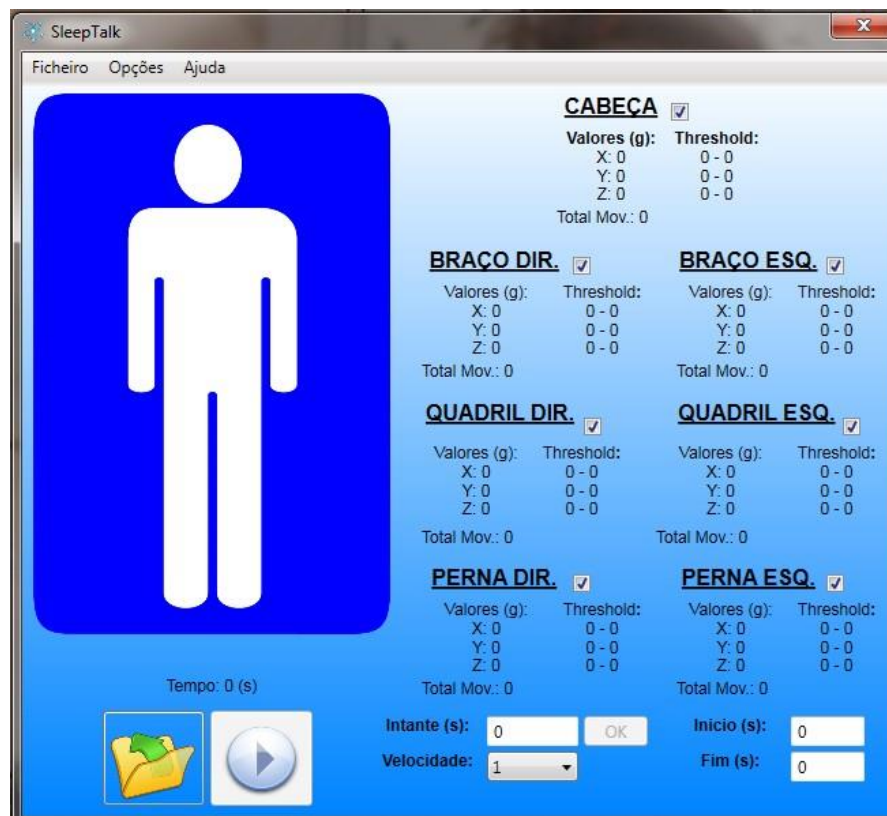 SleepTalk
Ficheiro Opções Ajuda
CABEÇA
Valores (g): Threshold:
X: 0 0 - 0
Y: 0 0 - 0
Z: 0 0 - 0
Total Mov.: 0
BRAÇO DIR. BRAÇO ESQ.
Valores (g): Threshold: Valores (g): Threshold:
X: 0 0 - 0 X: 0 0 - 0
Y: 0 0 - 0 Y: 0 0 - 0
Z: 0 0 - 0 Z: 0 0 - 0
Total Mov.: 0 Total Mov.: 0
QUADRIL DIR. QUADRIL ESQ.
Valores (g): Threshold: Valores (g): Threshold:
X: 0 0 - 0 X: 0 0 - 0
Y: 0 0 - 0 Y: 0 0 - 0
Z: 0 0 - 0 Z: 0 0 - 0
Total Mov.: 0 Total Mov.: 0
PERNA DIR. PERNA ESQ.
Valores (g): Threshold: Valores (g): Threshold:
X: 0 0 - 0 X: 0 0 - 0
Y: 0 0 - 0 Y: 0 0 - 0
Z: 0 0 - 0 Z: 0 0 - 0
Tempo: 0 (s) Total Mov.: 0 Total Mov.: 0
Intante (s): 0 OK Inicio (s): 0
Velocidade: 1 Fim (s): 0